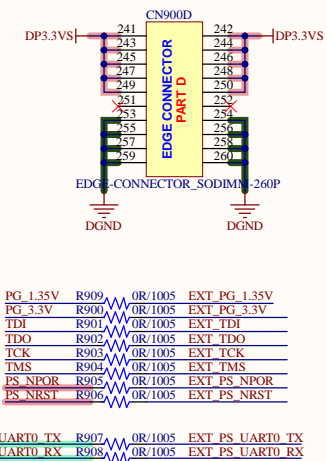 CN900D
241 242
DP3.3VS 243 244 DP3.3VS
245 246
247 248
249 250
251 252
253 254
255 256
257 258
259 260
EDGE CONNECTOR
PART D
EDGE-CONNECTOR_SODIMM-260P
DGND DGND
PG_1.35V R909 0R/1005 EXT_PG_1.35V
PG_3.3V R900 0R/1005 EXT_PG_3.3V
TDI R901 0R/1005 EXT_TDI
TDO R902 0R/1005 EXT_TDO
TCK R903 0R/1005 EXT_TCK
TMS R904 0R/1005 EXT_TMS
PS_NPOR R905 0R/1005 EXT_PS_NPOR
PS_NRST R906 0R/1005 EXT_PS_NRST
UART0_TX R907 0R/1005 EXT_PS_UART0_TX
UART0_RX R908 0R/1005 EXT_PS_UART0_RX